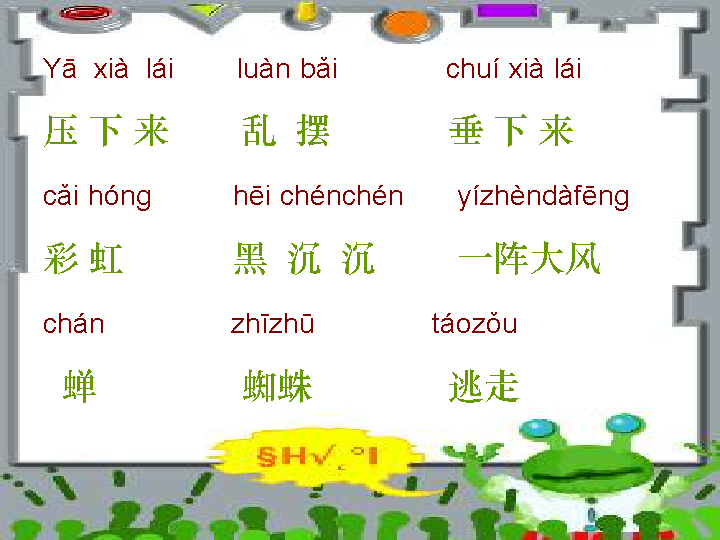 Yā xià lái luàn bǎi chuí xià lái
压下来 乱摆 垂下来
cǎi hóng hēi chénchén yízhèndàfēng
彩虹 黑沉沉 一阵大风
chán zhīzhū táozǒu
蝉 蜘蛛 逃走
§H√¸°I